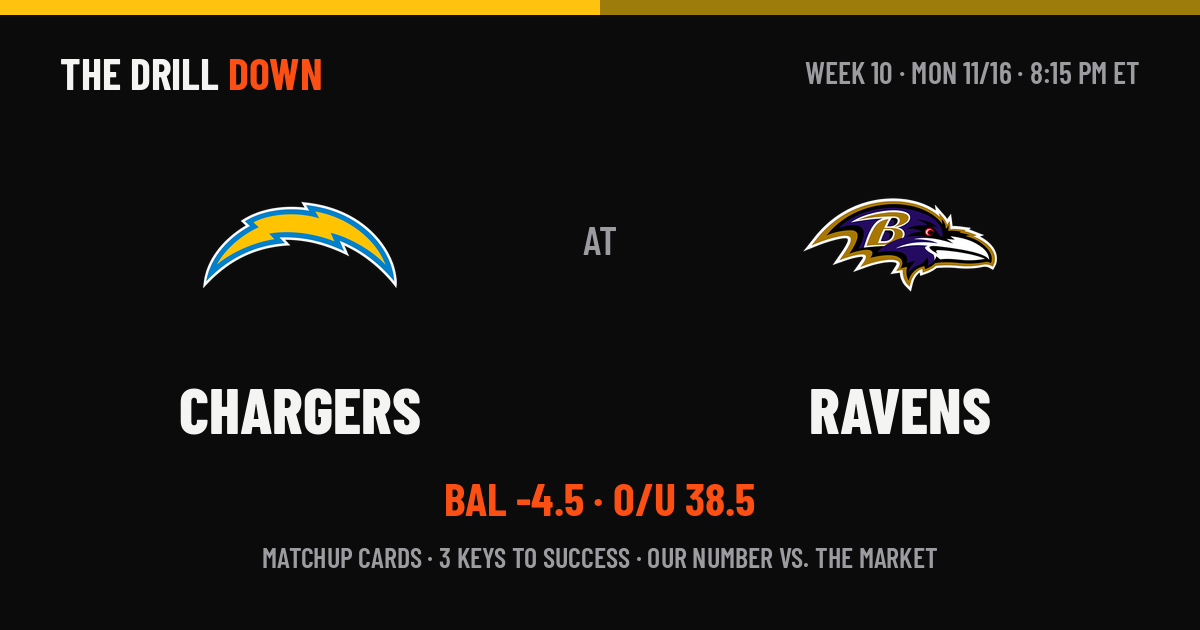 THE DRILL DOWN
WEEK 10 · MON 11/16 · 8:15 PM ET
AT
B
CHARGERS
RAVENS
BAL -4.5 · O/U 38.5
MATCHUP CARDS · 3 KEYS TO SUCCESS · OUR NUMBER VS. THE MARKET